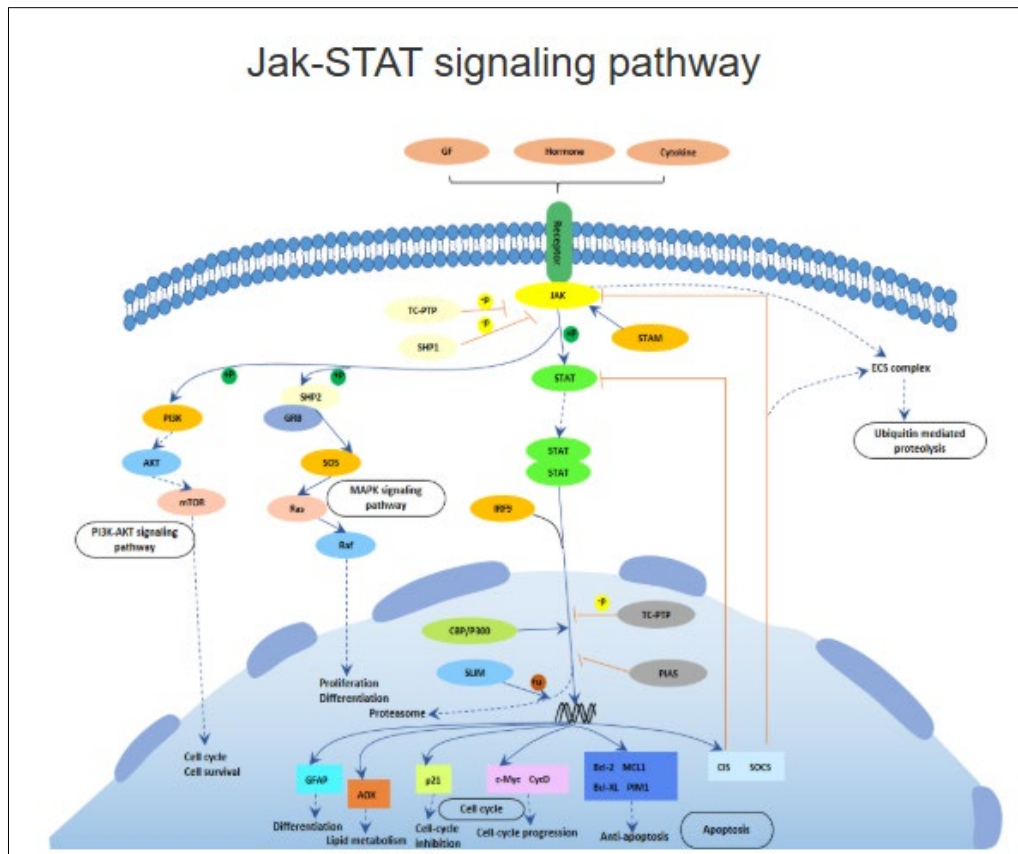 Jak-STAT signaling pathway
GF
Hormone
Cytokine
Receptor
JAK
TC-PTP
-p
-p
SHP1
STAM
+p
STAT
ECS complex
+p
+p
SHP2
GRB
PI3K
Ubiquitin mediated
proteolysis
STAT
STAT
AKT
SOS
mTOR
MAPK signaling
pathway
Ras
IRF9
PI3K-AKT signaling
pathway
Raf
-p
TC-PTP
CBP/P300
SLIM
+u
PIAS
Proliferation
Differentiation
Proteasome
Cell cycle
Cell survival
GFAP
AOX
p21
c-Myc CycD
Bcl-2 MCL1
Bcl-XL PIM1
CIS SOCS
Cell cycle
Differentiation
Lipid metabolism
Cell-cycle
inhibition
Cell-cycle progression
Anti-apoptosis
Apoptosis